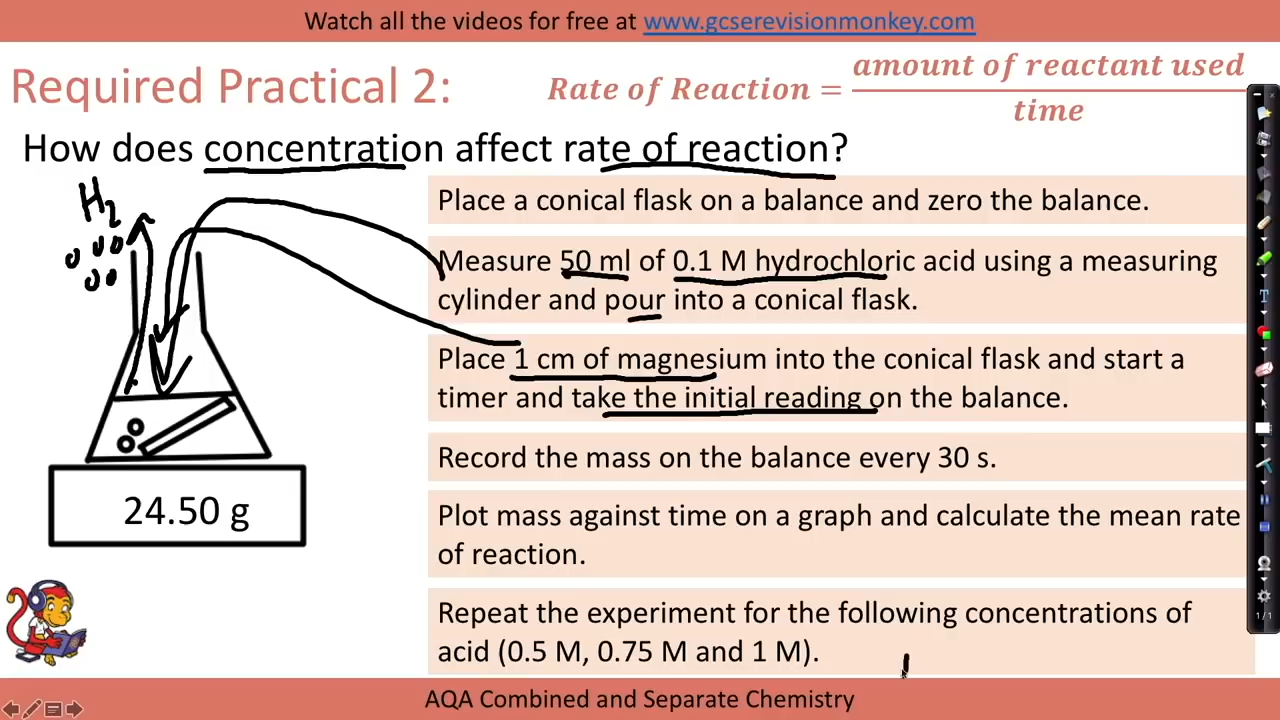 Watch all the videos for free at www.gcserevisionmonkey.com
Required Practical 2:
Rate of Reaction = amount of reactant used
time
How does concentration affect rate of reaction?
H2
Place a conical flask on a balance and zero the balance.
Measure 50 ml of 0.1 M hydrochloric acid using a measuring
cylinder and pour into a conical flask.
Place 1 cm of magnesium into the conical flask and start a
timer and take the initial reading on the balance.
Record the mass on the balance every 30 s.
24.50 g
Plot mass against time on a graph and calculate the mean rate
of reaction.
Repeat the experiment for the following concentrations of
acid (0.5 M, 0.75 M and 1 M).
AQA Combined and Separate Chemistry
1/1